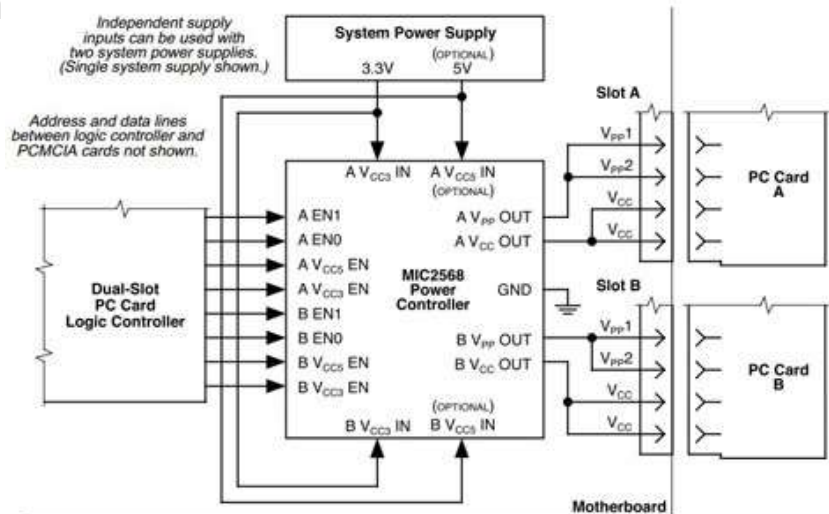 Independent supply
inputs can be used with
two system power supplies.
(Single system supply shown.)
System Power Supply
(OPTIONAL)
3.3V 5V
Address and data lines
between logic controller and
PCMCIA cards not shown.
Dual-Slot
PC Card
Logic Controller
A VCC3 IN A VCC5 IN
(OPTIONAL)
A EN1
A EN0
A VCC5 EN
A VCC3 EN
B EN1
B EN0
B VCC5 EN
B VCC3 EN
MIC2568
Power
Controller
A VPP OUT
A VCC OUT
GND
B VPP OUT
B VCC OUT
(OPTIONAL)
B VCC3 IN B VCC5 IN
Slot A
VPP1
VPP2
VCC
VCC
PC Card
A
Slot B
VPP1
VPP2
VCC
VCC
PC Card
B
Motherboard